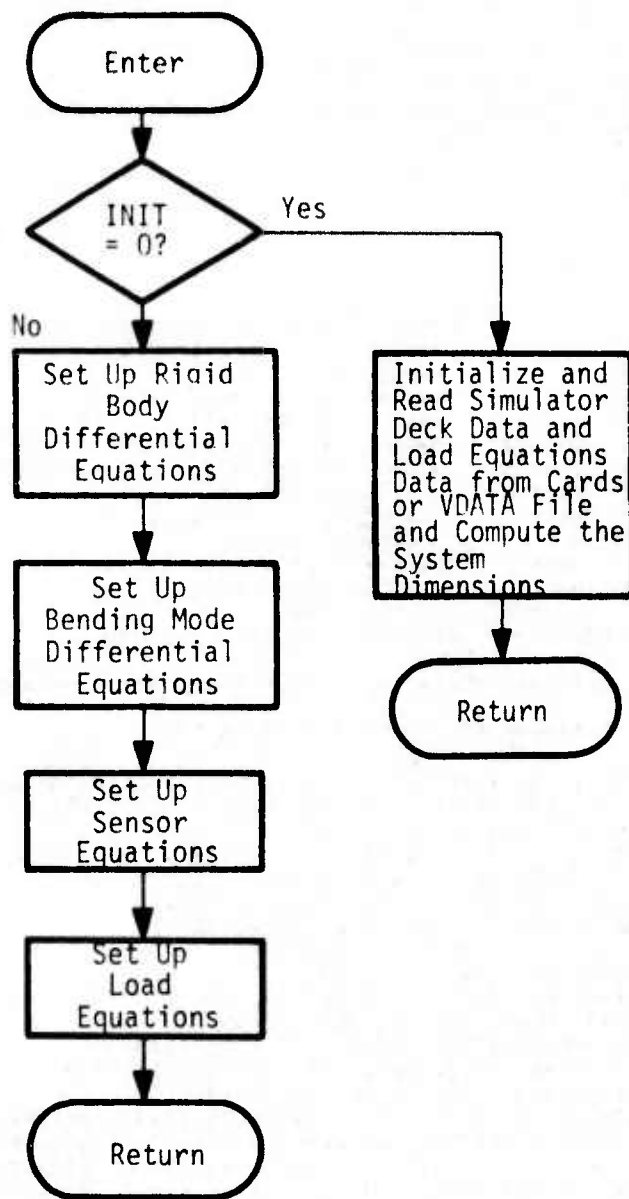 Enter
INIT
= 0?
Yes
No
Set Up Rigid
Body
Differential
Equations
Set Up
Bending Mode
Differential
Equations
Set Up
Sensor
Equations
Set Up
Load
Equations
Return
Initialize and
Read Simulator
Deck Data and
Load Equations
Data from Cards
or VDATA File
and Compute the
System
Dimensions
Return